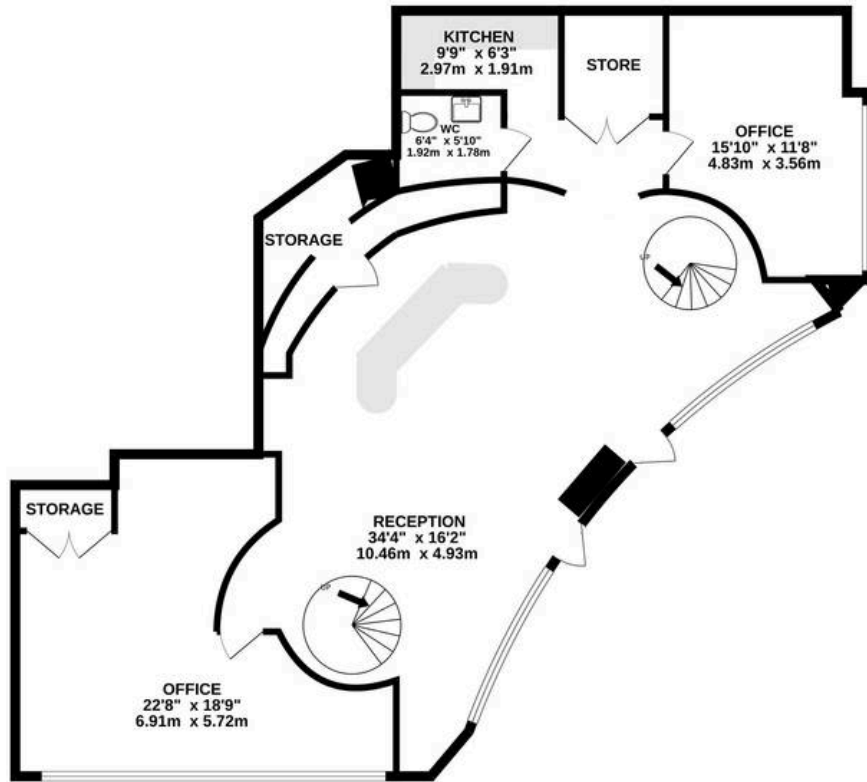 KITCHEN
9'9" x 6'3"
2.97m x 1.91m
STORE
WC
6'4" x 5'10"
1.92m x 1.78m
OFFICE
15'10" x 11'8"
4.83m x 3.56m
STORAGE
UP
STORAGE
RECEPTION
34'4" x 16'2"
10.46m x 4.93m
UP
OFFICE
22'8" x 18'9"
6.91m x 5.72m